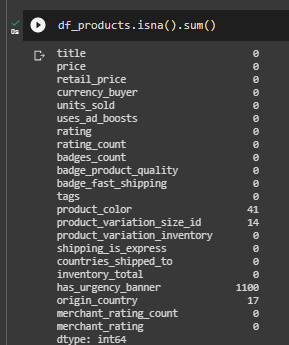 df_products.isna().sum()
0s
title 0
price 0
retail_price 0
currency_buyer 0
units_sold 0
uses_ad_boosts 0
rating 0
rating_count 0
badges_count 0
badge_product_quality 0
badge_fast_shipping 0
tags 0
product_color 41
product_variation_size_id 14
product_variation_inventory 0
shipping_is_express 0
countries_shipped_to 0
inventory_total 0
has_urgency_banner 1100
origin_country 17
merchant_rating_count 0
merchant_rating 0
dtype: int64